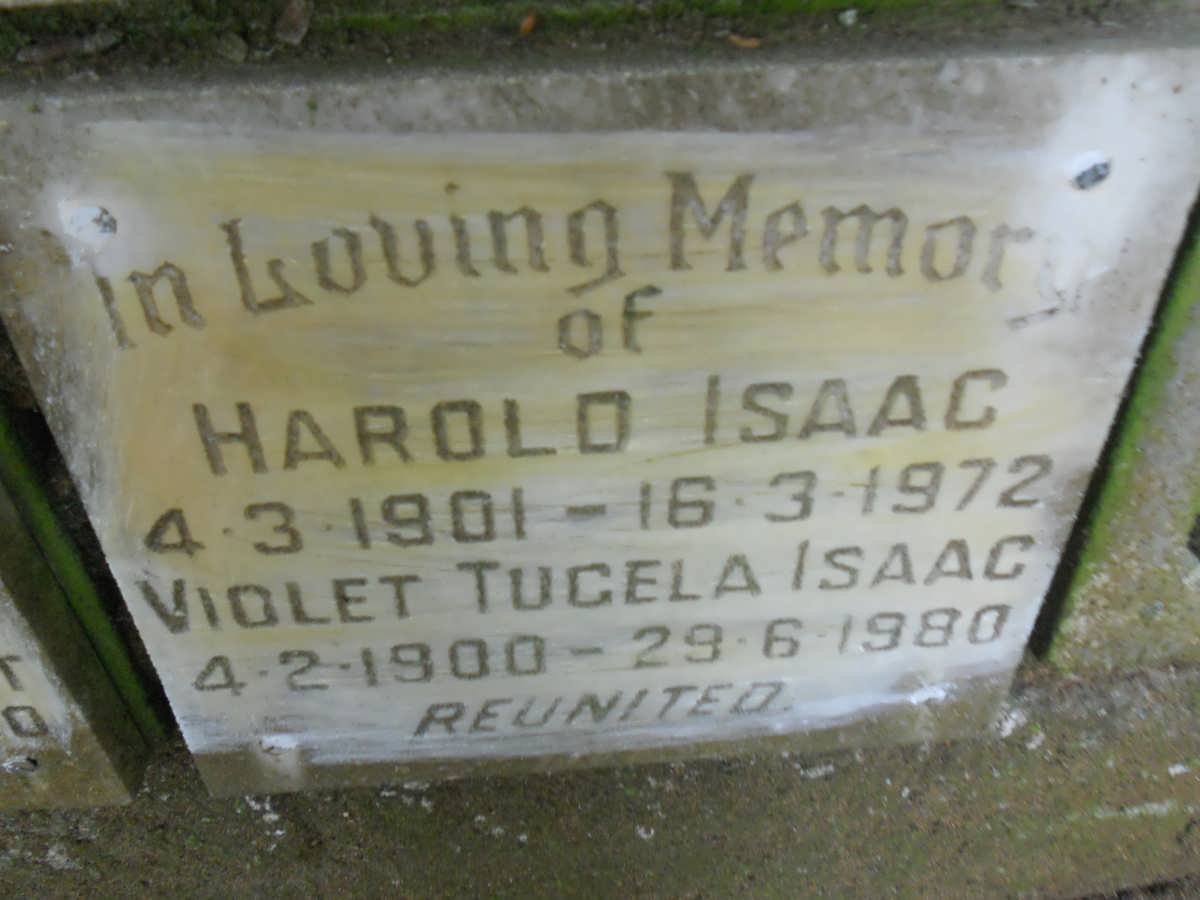 In Loving Memory
of
HAROLD ISAAC
4·3·1901 – 16·3·1972
VIOLET TUGELA ISAAC
4·2·1900 – 29·6·1980
REUNITED.